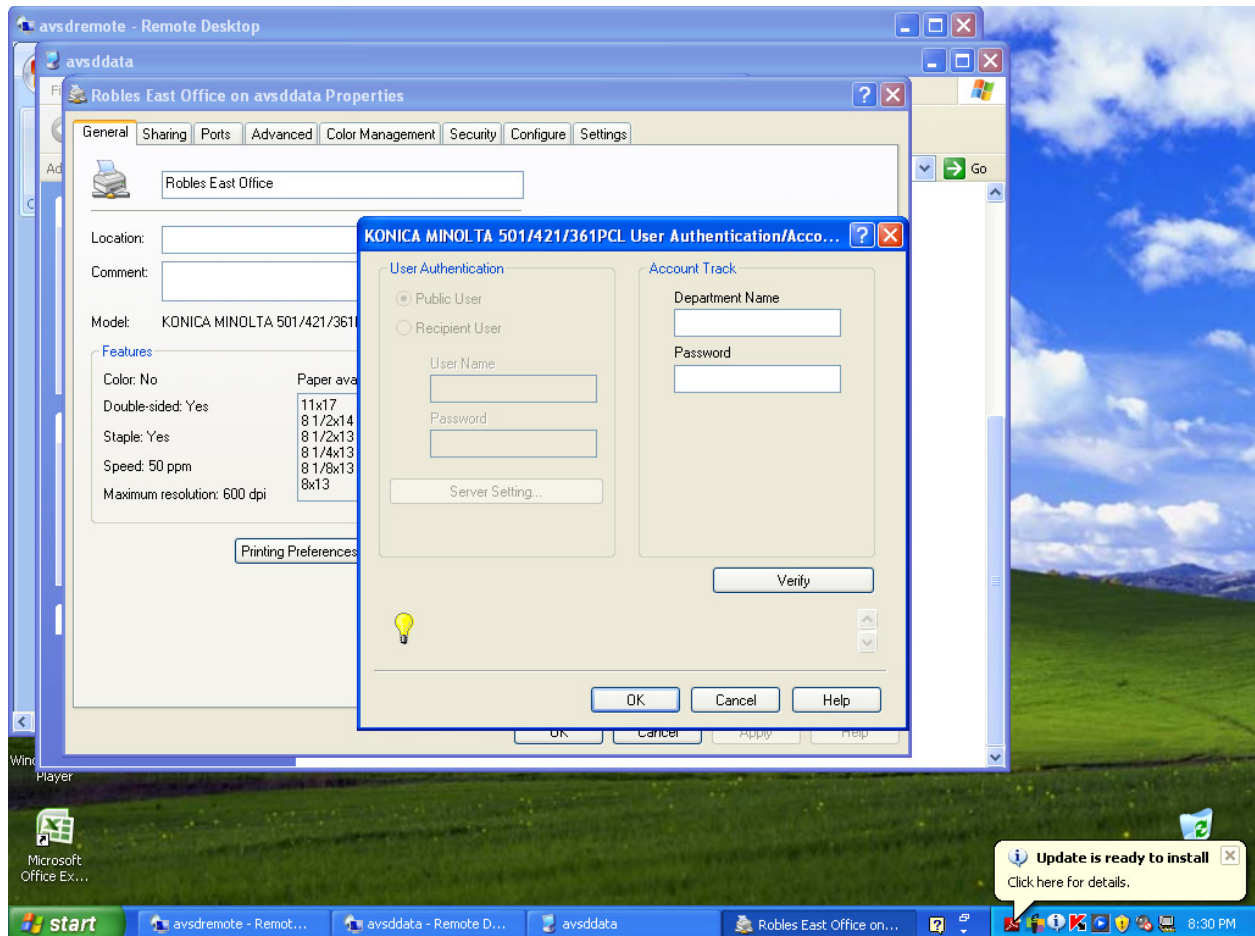 avsdremote - Remote Desktop
avsddata
Fi
Robles East Office on avsddata Properties
General Sharing Ports Advanced Color Management Security Configure Settings
Ad
Go
Robles East Office
Location:
Comment:
Model: KONICA MINOLTA 501/421/361
Features
Color: No
Paper ava
Double-sided: Yes
Staple: Yes
Speed: 50 ppm
Maximum resolution: 600 dpi
11x17
8 1/2x14
8 1/2x13
8 1/4x13
8 1/8x13
8x13
Printing Preferences
KONICA MINOLTA 501/421/361PCL User Authentication/Acco...
User Authentication
Public User
Recipient User
User Name
Password
Server Setting...
Account Track
Department Name
Password
Verify
OK Cancel Help
OK Cancel Apply Help
Wind
Player
Microsoft
Office Ex...
Update is ready to install
Click here for details.
start
avsdremote - Remot...
avsddata - Remote D...
avsddata
Robles East Office on...
8:30 PM